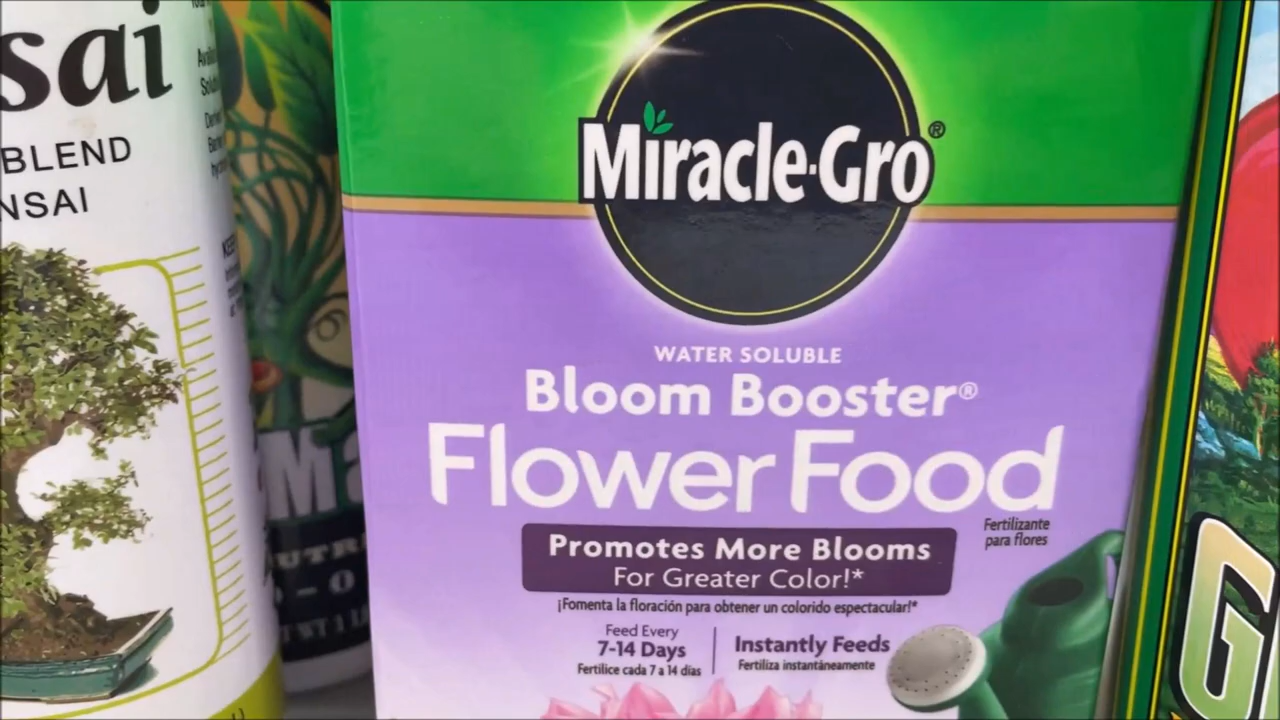 sai
BLEND
NSAI
Miracle-Gro®
WATER SOLUBLE
Bloom Booster®
Flower Food
Fertilizante
para flores
Promotes More Blooms
For Greater Color!*
¡Fomenta la floración para obtener un colorido espectacular!*
Feed Every
7-14 Days
Fertilice cada 7 a 14 días
Instantly Feeds
Fertiliza instantáneamente
G